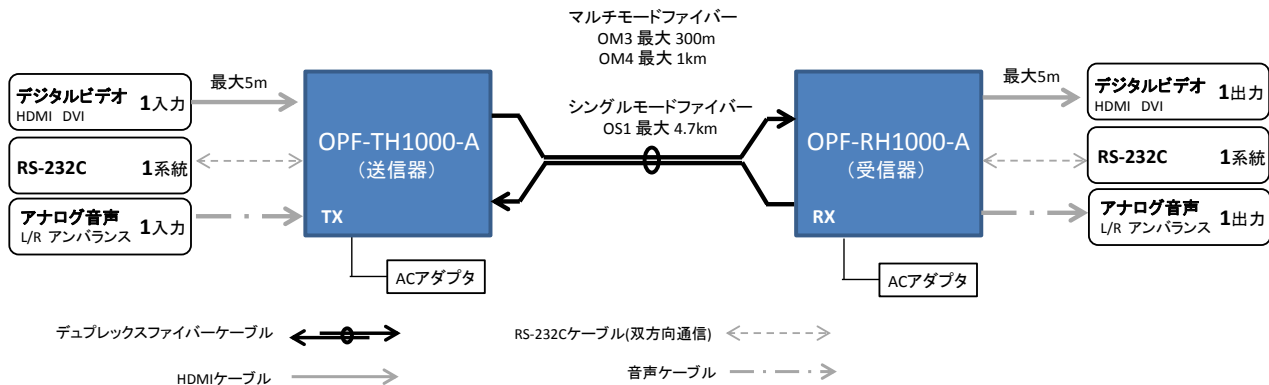 マルチモードファイバー
OM3 最大 300m
OM4 最大 1km
シングルモードファイバー
OS1 最大 4.7km
デジタルビデオ 1入力
HDMI DVI
最大5m
RS-232C 1系統
アナログ音声 1入力
L/R アンバランス
OPF-TH1000-A
(送信器)
TX
ACアダプタ
OPF-RH1000-A
(受信器)
RX
ACアダプタ
最大5m
デジタルビデオ 1出力
HDMI DVI
RS-232C 1系統
アナログ音声 1出力
L/R アンバランス
デュプレックスファイバーケーブル
RS-232Cケーブル(双方向通信)
HDMIケーブル
音声ケーブル